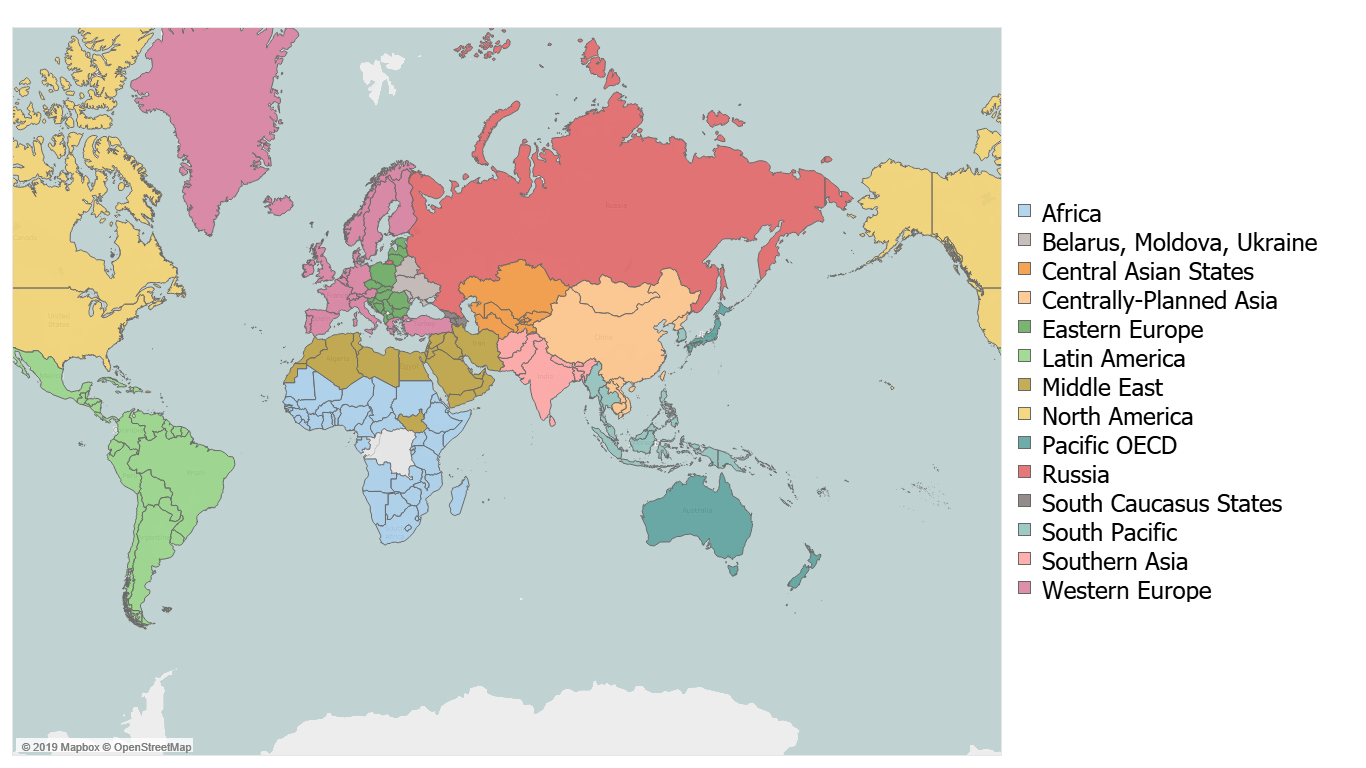 Canada
United
States
Russia
China
India
Algeria
Iran
Brazil
Argentina
Australia
© 2019 Mapbox © OpenStreetMap
Africa
Belarus, Moldova, Ukraine
Central Asian States
Centrally-Planned Asia
Eastern Europe
Latin America
Middle East
North America
Pacific OECD
Russia
South Caucasus States
South Pacific
Southern Asia
Western Europe